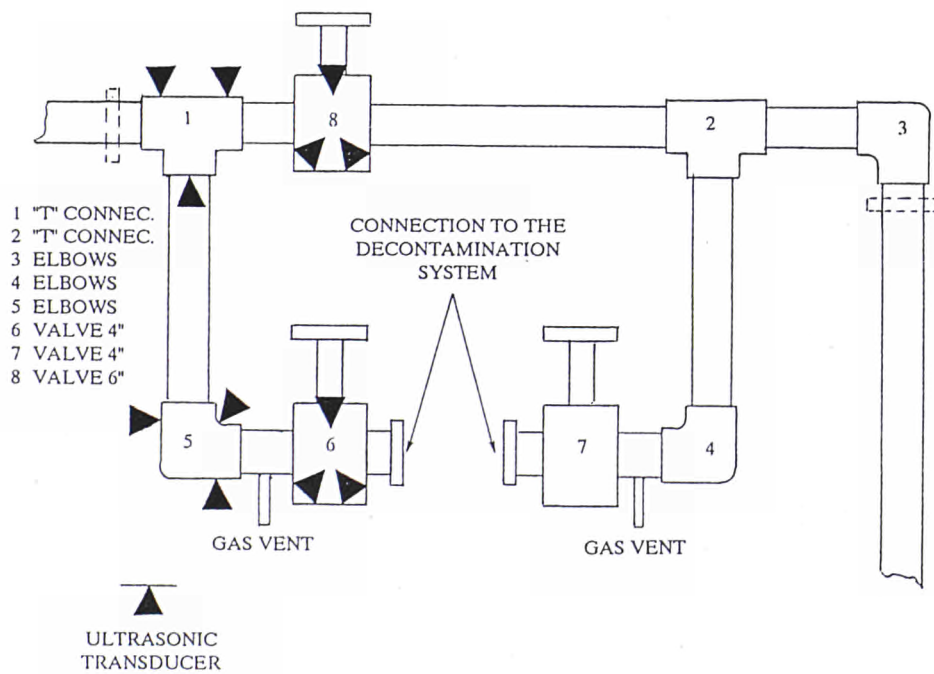 1
8
2
3
1 "T" CONNEC.
2 "T" CONNEC.
3 ELBOWS
4 ELBOWS
5 ELBOWS
6 VALVE 4"
7 VALVE 4"
8 VALVE 6"
CONNECTION TO THE
DECONTAMINATION
SYSTEM
5
6
7
4
GAS VENT
GAS VENT
ULTRASONIC
TRANSDUCER